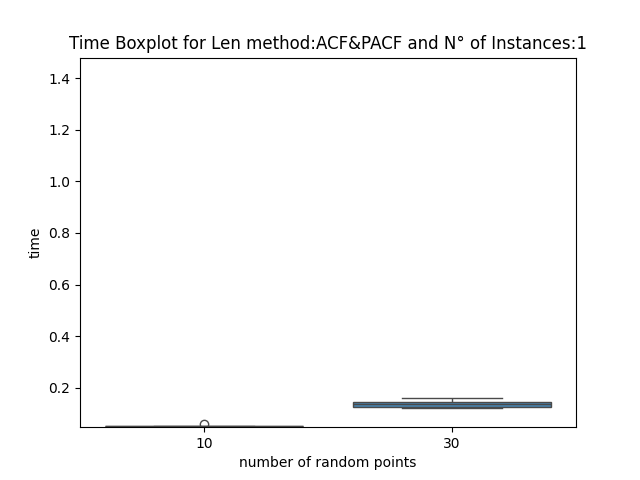 Time Boxplot for Len method:ACF&PACF and N° of Instances:1
1.4
1.2
1.0
0.8
0.6
0.4
0.2
time
10 30
number of random points